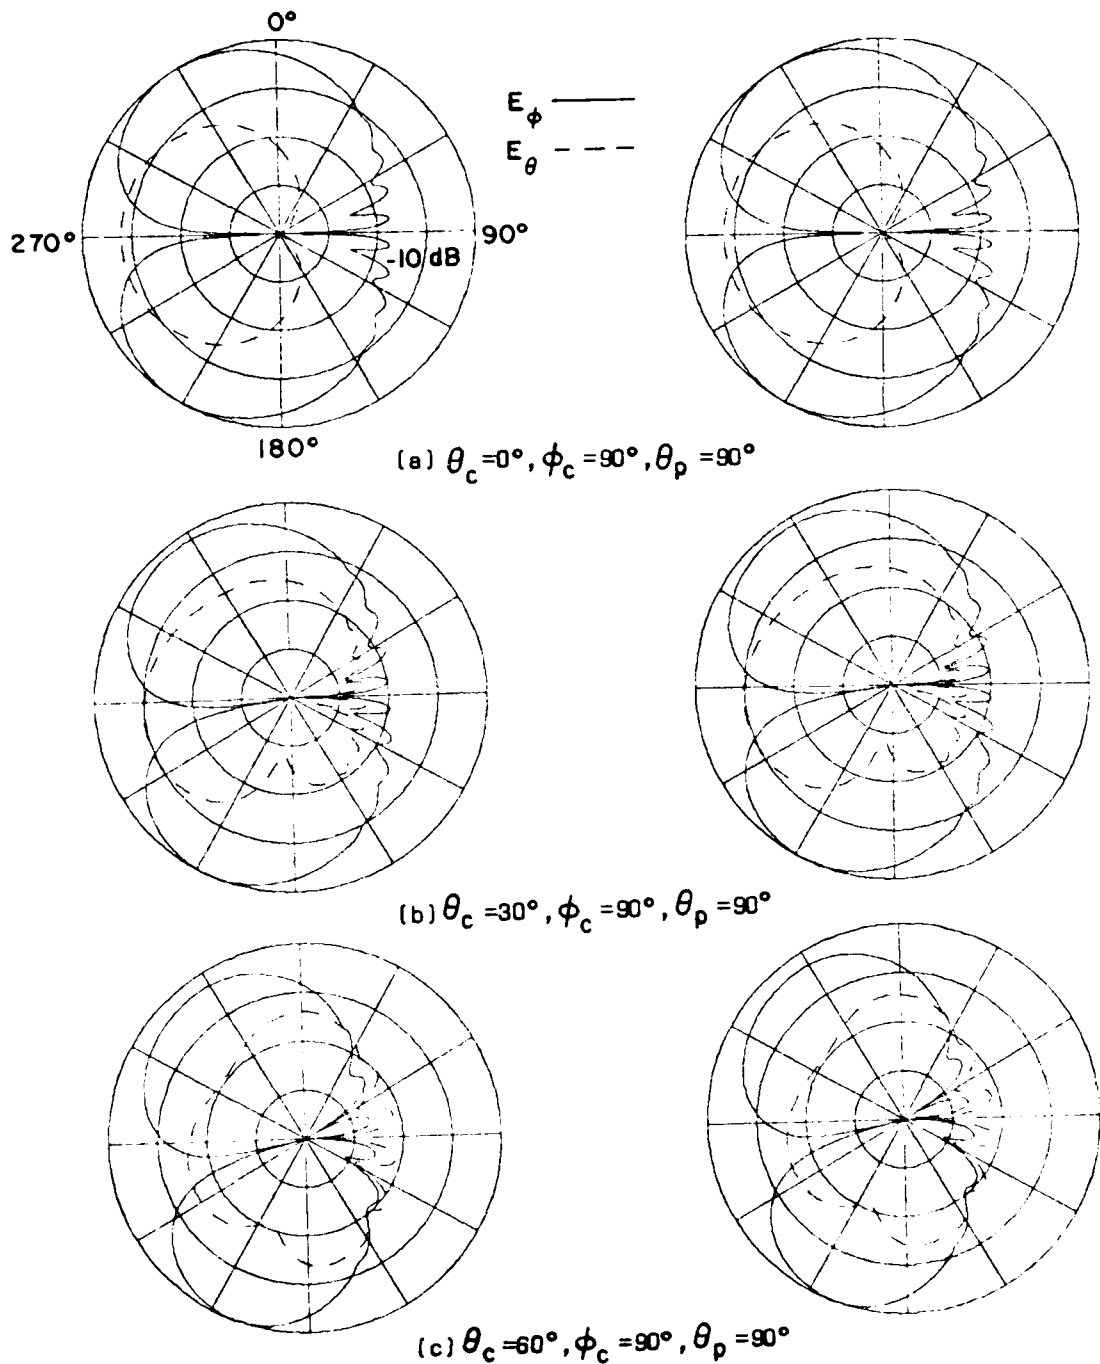 0°
E_ϕ
E_θ
270°
90°
-10 dB
180°
(a) θ_c=0°, ϕ_c=90°, θ_p=90°
(b) θ_c=30°, ϕ_c=90°, θ_p=90°
(c) θ_c=60°, ϕ_c=90°, θ_p=90°